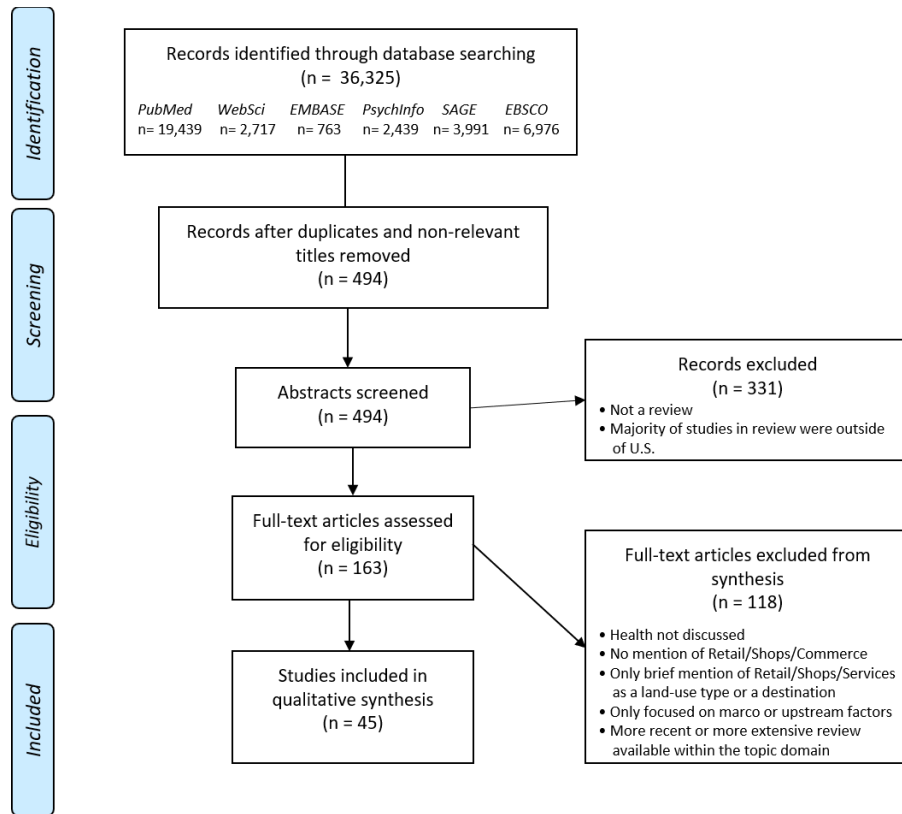 Identification
Records identified through database searching
(n = 36,325)
PubMed WebSci EMBASE PsychInfo SAGE EBSCO
n= 19,439 n= 2,717 n= 763 n= 2,439 n= 3,991 n= 6,976
Screening
Records after duplicates and non-relevant
titles removed
(n = 494)
Abstracts screened
(n = 494)
Records excluded
(n = 331)
• Not a review
• Majority of studies in review were outside
of U.S.
Eligibility
Full-text articles assessed
for eligibility
(n = 163)
Full-text articles excluded from
synthesis
(n = 118)
• Health not discussed
• No mention of Retail/Shops/Commerce
• Only brief mention of Retail/Shops/Services
as a land-use type or a destination
• Only focused on marco or upstream factors
• More recent or more extensive review
available within the topic domain
Included
Studies included in
qualitative synthesis
(n = 45)